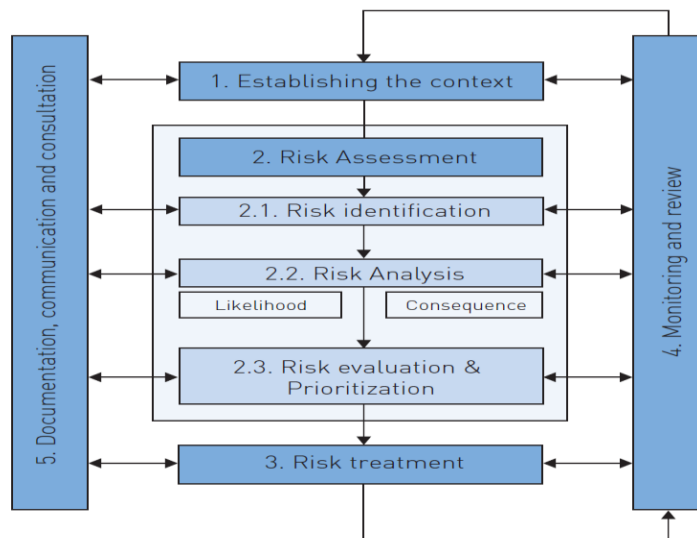 1. Establishing the context
2. Risk Assessment
2.1. Risk identification
2.2. Risk Analysis
Likelihood
Consequence
2.3. Risk evaluation &
Prioritization
3. Risk treatment
5. Documentation, communication and consultation
4. Monitoring and review